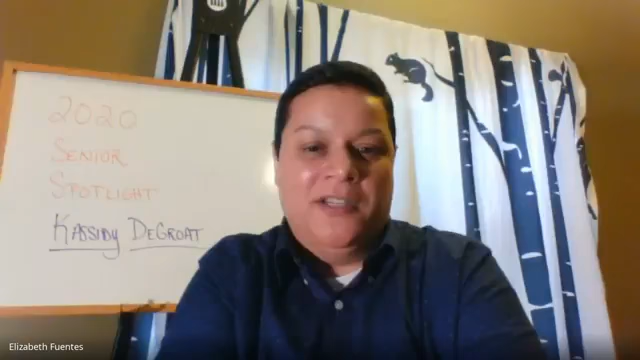 2020
SENIOR
SPOTLIGHT
KASSIDY DEGROAT
Elizabeth Fuentes